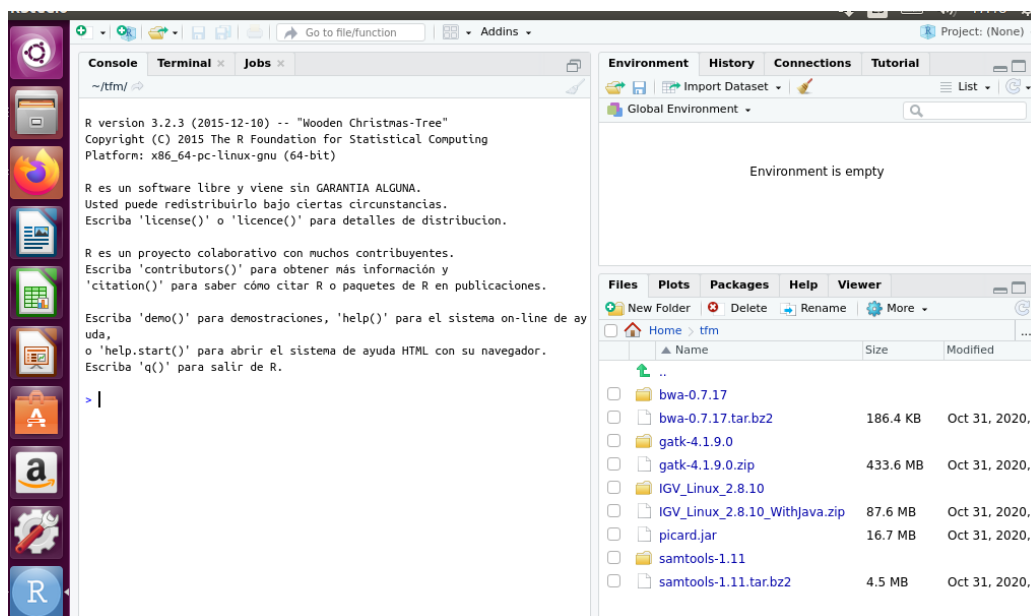 Go to file/function
Addins
Project: (None)
Console Terminal Jobs
~/tfm/
R version 3.2.3 (2015-12-10) -- "Wooden Christmas-Tree"
Copyright (C) 2015 The R Foundation for Statistical Computing
Platform: x86_64-pc-linux-gnu (64-bit)
R es un software libre y viene sin GARANTIA ALGUNA.
Usted puede redistribuirlo bajo ciertas circunstancias.
Escriba 'license()' o 'licence()' para detalles de distribucion.
R es un proyecto colaborativo con muchos contribuyentes.
Escriba 'contributors()' para obtener más información y
'citation()' para saber cómo citar R o paquetes de R en publicaciones.
Escriba 'demo()' para demostraciones, 'help()' para el sistema on-line de ay
uda,
o 'help.start()' para abrir el sistema de ayuda HTML con su navegador.
Escriba 'q()' para salir de R.
>
Environment History Connections Tutorial
Import Dataset
List
Global Environment
Environment is empty
Files Plots Packages Help Viewer
New Folder Delete Rename More
Home > tfm
...
Name Size Modified
..
bwa-0.7.17
bwa-0.7.17.tar.bz2 186.4 KB Oct 31, 2020,
gatk-4.1.9.0
gatk-4.1.9.0.zip 433.6 MB Oct 31, 2020,
IGV_Linux_2.8.10
IGV_Linux_2.8.10_WithJava.zip 87.6 MB Oct 31, 2020,
picard.jar 16.7 MB Oct 31, 2020,
samtools-1.11
samtools-1.11.tar.bz2 4.5 MB Oct 31, 2020,